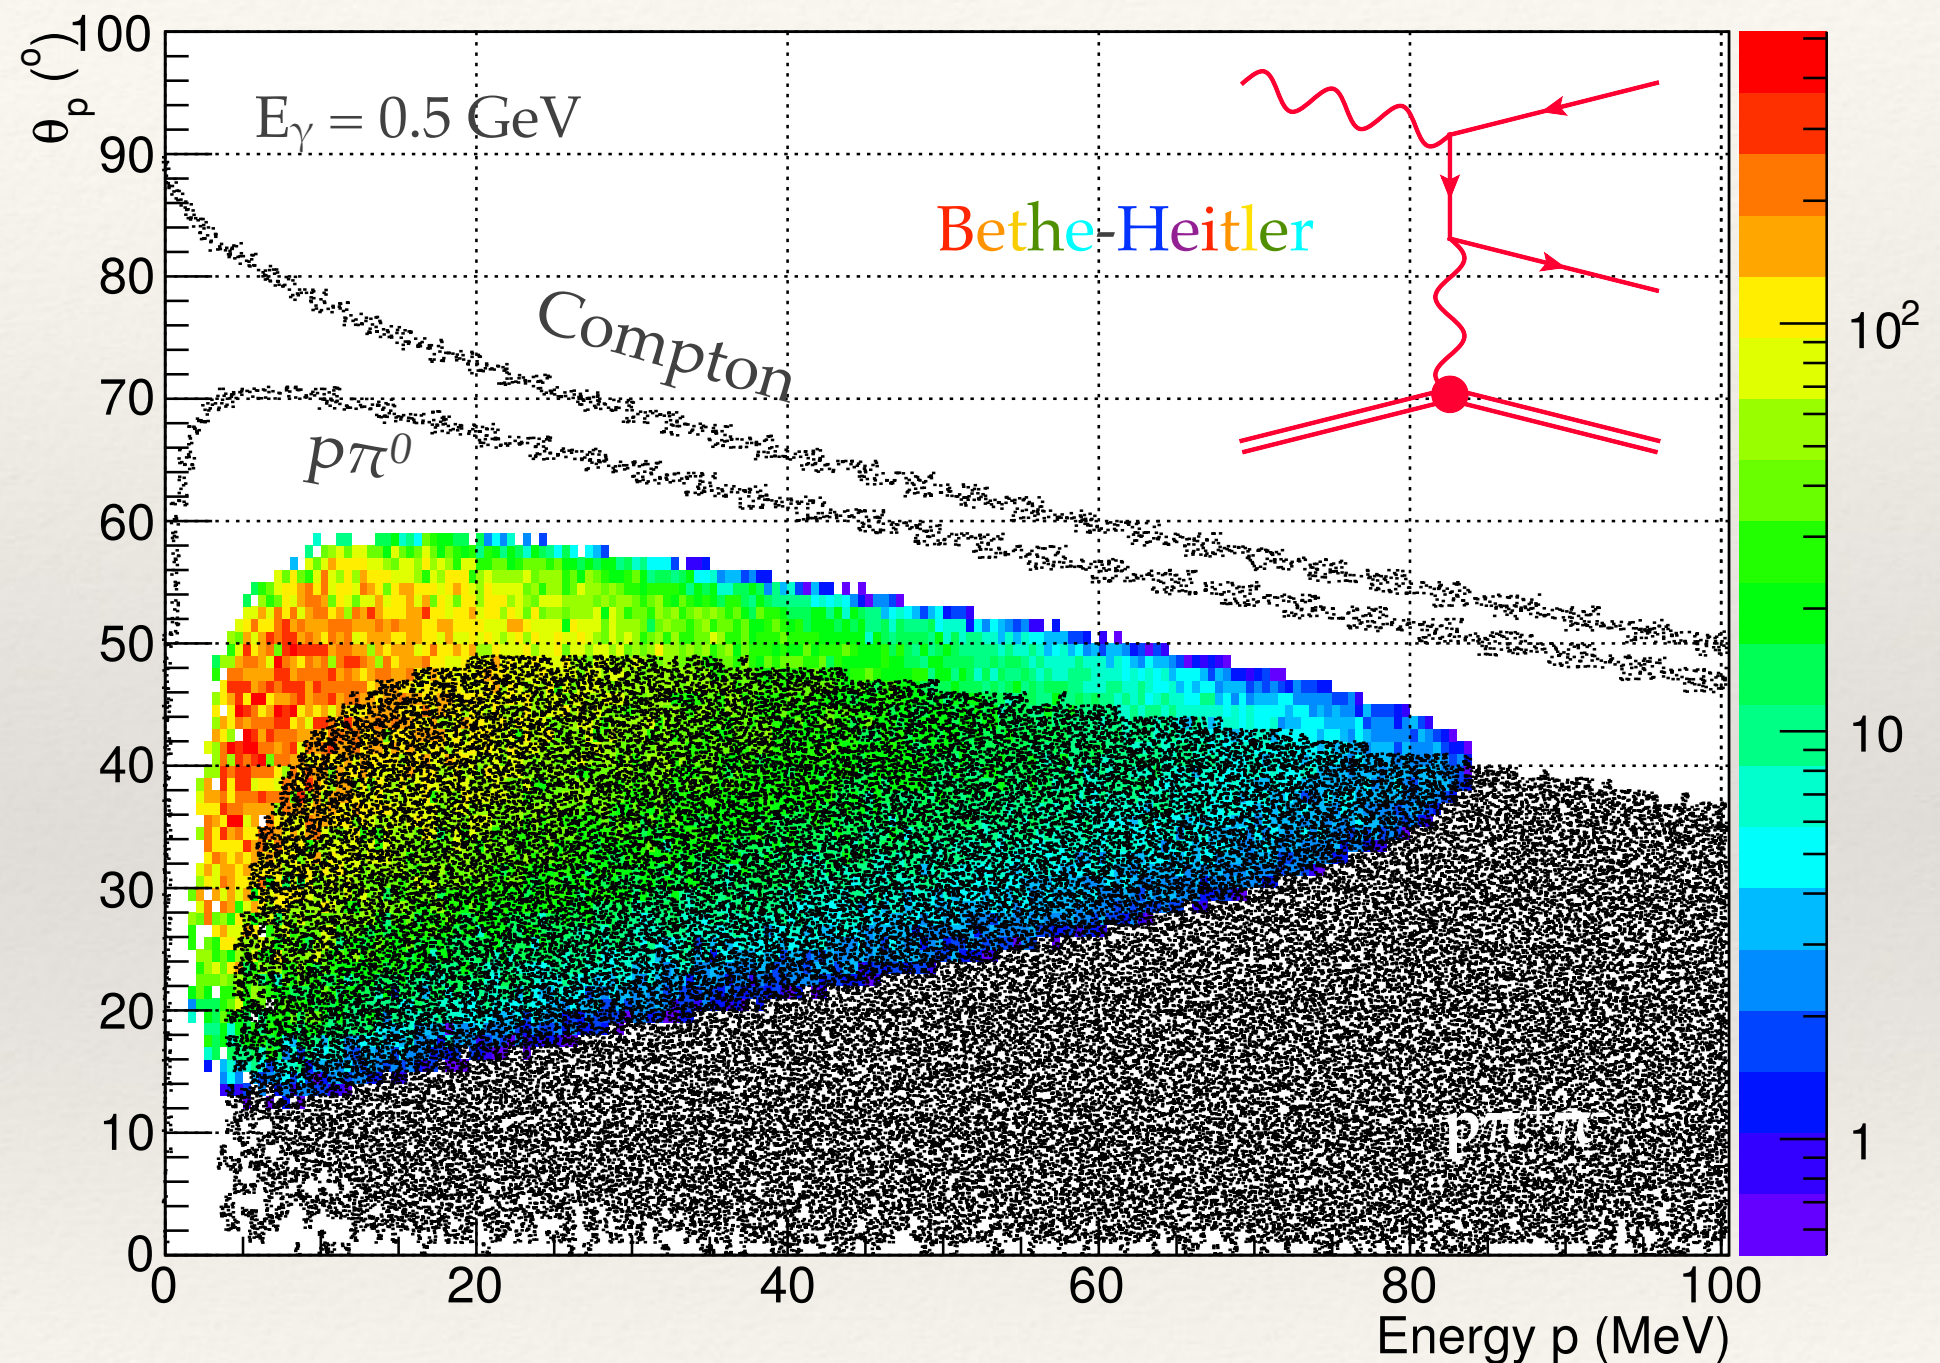 θp (°)
100
90
80
70
60
50
40
30
20
10
0
Eγ = 0.5 GeV
Bethe-Heitler
Compton
pπ⁰
pπ⁺π⁻
0 20 40 60 80 100
Energy p (MeV)
10²
10
1